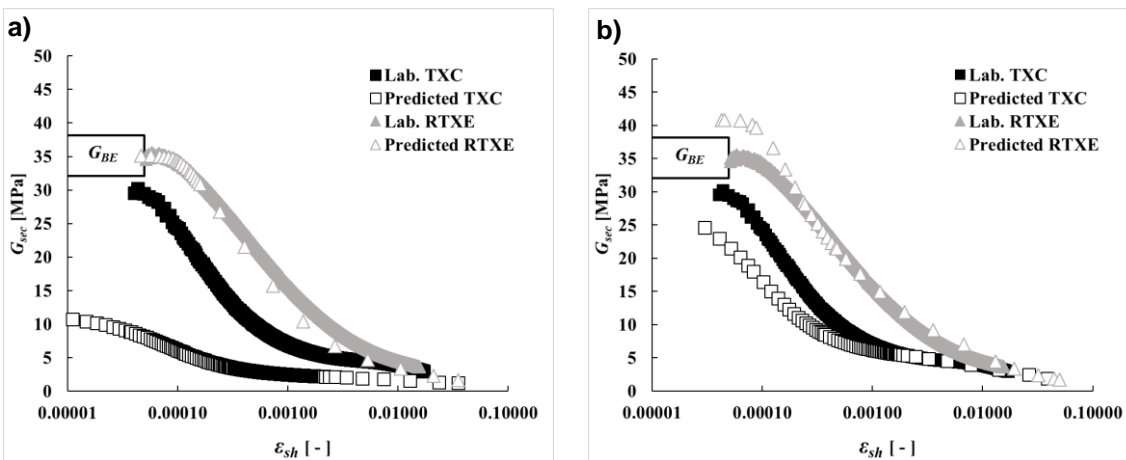 a)
50
45
40
35
30
25
20
15
10
5
0
G_sec [MPa]
G_BE
Lab. TXC
Predicted TXC
Lab. RTXE
Predicted RTXE
0.00001 0.00010 0.00100 0.01000 0.10000
ε_sh [ - ]
b)
50
45
40
35
30
25
20
15
10
5
0
G_sec [MPa]
G_BE
Lab. TXC
Predicted TXC
Lab. RTXE
Predicted RTXE
0.00001 0.00010 0.00100 0.01000 0.10000
ε_sh [ - ]